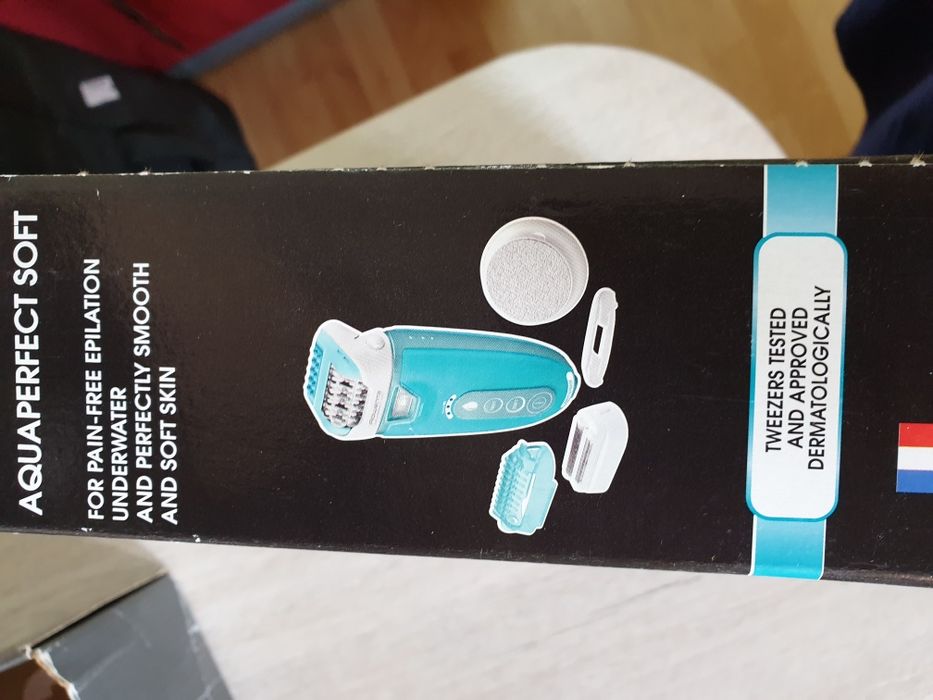 AQUAPERFECT SOFT
FOR PAIN-FREE EPILATION
UNDERWATER
AND PERFECTLY SMOOTH
AND SOFT SKIN
TWEEZERS TESTED
AND APPROVED
DERMATOLOGICALLY